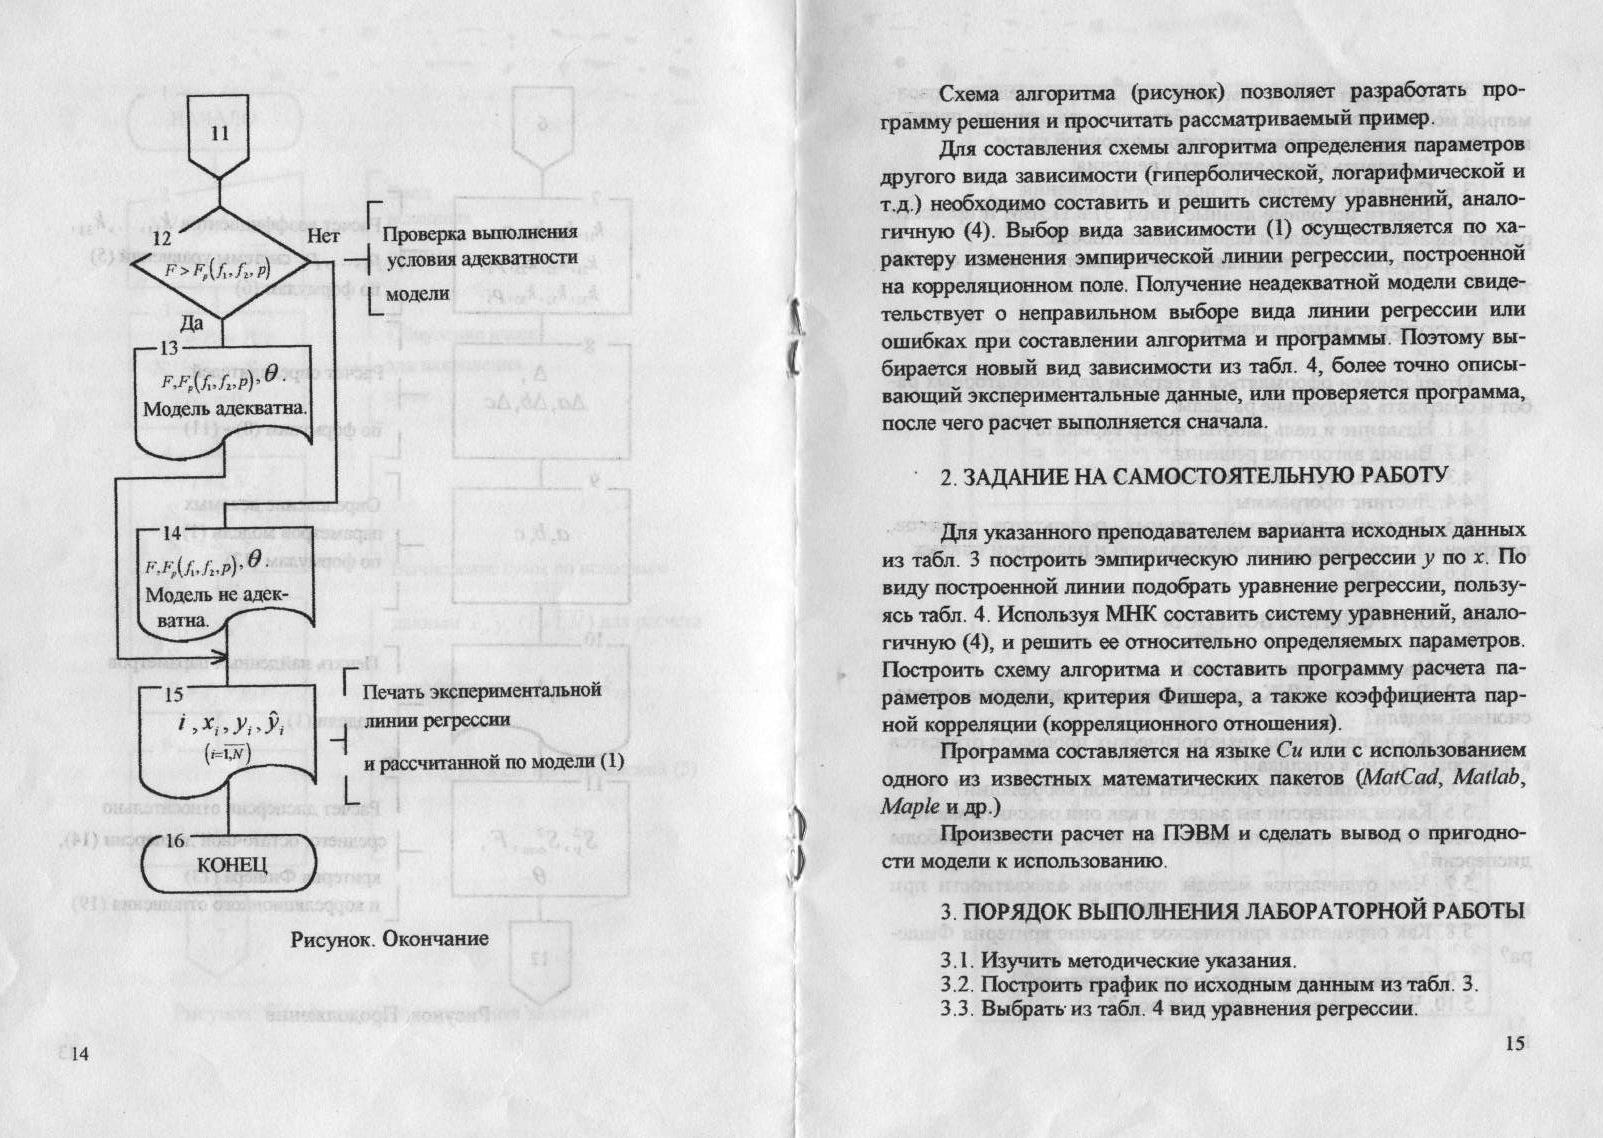 11
12
Нет
F > Fp(f1, f2, p)
Проверка выполнения
условия адекватности
модели
Да
13
F, Fp(f1, f2, p), θ.
Модель адекватна.
14
F, Fp(f1, f2, p), θ.
Модель не адек-
ватна.
15
i, xi, yi, ŷi
(i=1,N)
Печать экспериментальной
линии регрессии
и рассчитанной по модели (1)
16
КОНЕЦ
Рисунок. Окончание
14
Схема алгоритма (рисунок) позволяет разработать про-
грамму решения и просчитать рассматриваемый пример.
Для составления схемы алгоритма определения параметров
другого вида зависимости (гиперболической, логарифмической и
т.д.) необходимо составить и решить систему уравнений, анало-
гичную (4). Выбор вида зависимости (1) осуществляется по ха-
рактеру изменения эмпирической линии регрессии, построенной
на корреляционном поле. Получение неадекватной модели свиде-
тельствует о неправильном выборе вида линии регрессии или
ошибках при составлении алгоритма и программы. Поэтому вы-
бирается новый вид зависимости из табл. 4, более точно описы-
вающий экспериментальные данные, или проверяется программа,
после чего расчет выполняется сначала.
2. ЗАДАНИЕ НА САМОСТОЯТЕЛЬНУЮ РАБОТУ
Для указанного преподавателем варианта исходных данных
из табл. 3 построить эмпирическую линию регрессии y по x. По
виду построенной линии подобрать уравнение регрессии, пользу-
ясь табл. 4. Используя МНК составить систему уравнений, анало-
гичную (4), и решить ее относительно определяемых параметров.
Построить схему алгоритма и составить программу расчета па-
раметров модели, критерия Фишера, а также коэффициента пар-
ной корреляции (корреляционного отношения).
Программа составляется на языке Си или с использованием
одного из известных математических пакетов (MatCad, Matlab,
Maple и др.)
Произвести расчет на ПЭВМ и сделать вывод о пригодно-
сти модели к использованию.
3. ПОРЯДОК ВЫПОЛНЕНИЯ ЛАБОРАТОРНОЙ РАБОТЫ
3.1. Изучить методические указания.
3.2. Построить график по исходным данным из табл. 3.
3.3. Выбрать из табл. 4 вид уравнения регрессии.
15